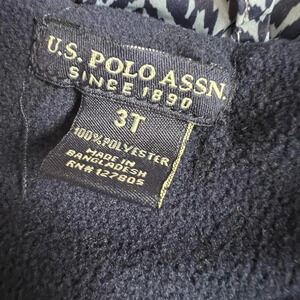 U.S. POLO ASSN.
SINCE 1890
3T
100% POLYESTER
MADE IN
BANGLADESH
RN# 127805